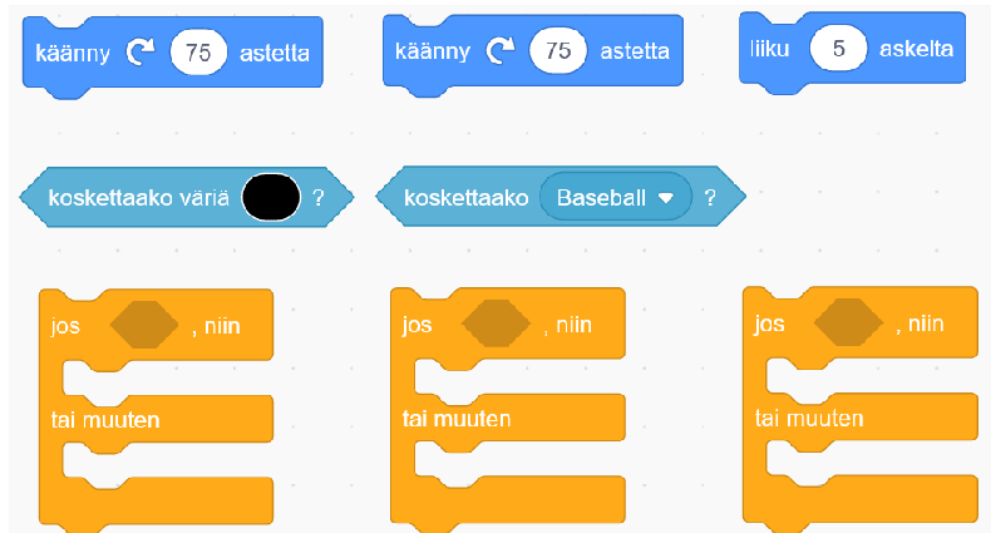 käänny 75 astetta
käänny 75 astetta
liiku 5 askelta
koskettaako väriä ?
koskettaako Baseball ?
jos , niin
tai muuten
jos , niin
tai muuten
jos , niin
tai muuten